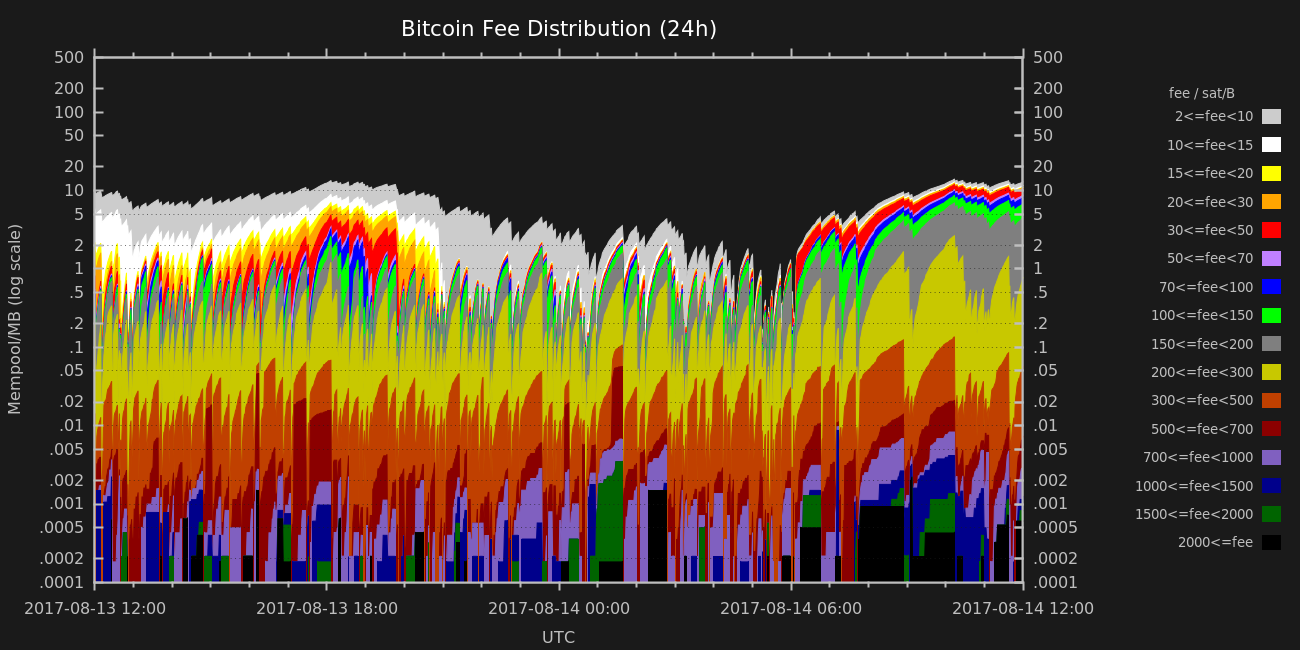 Bitcoin Fee Distribution (24h)
500
200
100
50
20
10
5
2
1
.5
.2
.1
.05
.02
.01
.005
.002
.001
.0005
.0002
.0001
500
200
100
50
20
10
5
2
1
.5
.2
.1
.05
.02
.01
.005
.002
.001
.0005
.0002
.0001
Mempool/MB (log scale)
2017-08-13 12:00 2017-08-13 18:00 2017-08-14 00:00 2017-08-14 06:00 2017-08-14 12:00
UTC
fee / sat/B
2<=fee<10
10<=fee<15
15<=fee<20
20<=fee<30
30<=fee<50
50<=fee<70
70<=fee<100
100<=fee<150
150<=fee<200
200<=fee<300
300<=fee<500
500<=fee<700
700<=fee<1000
1000<=fee<1500
1500<=fee<2000
2000<=fee